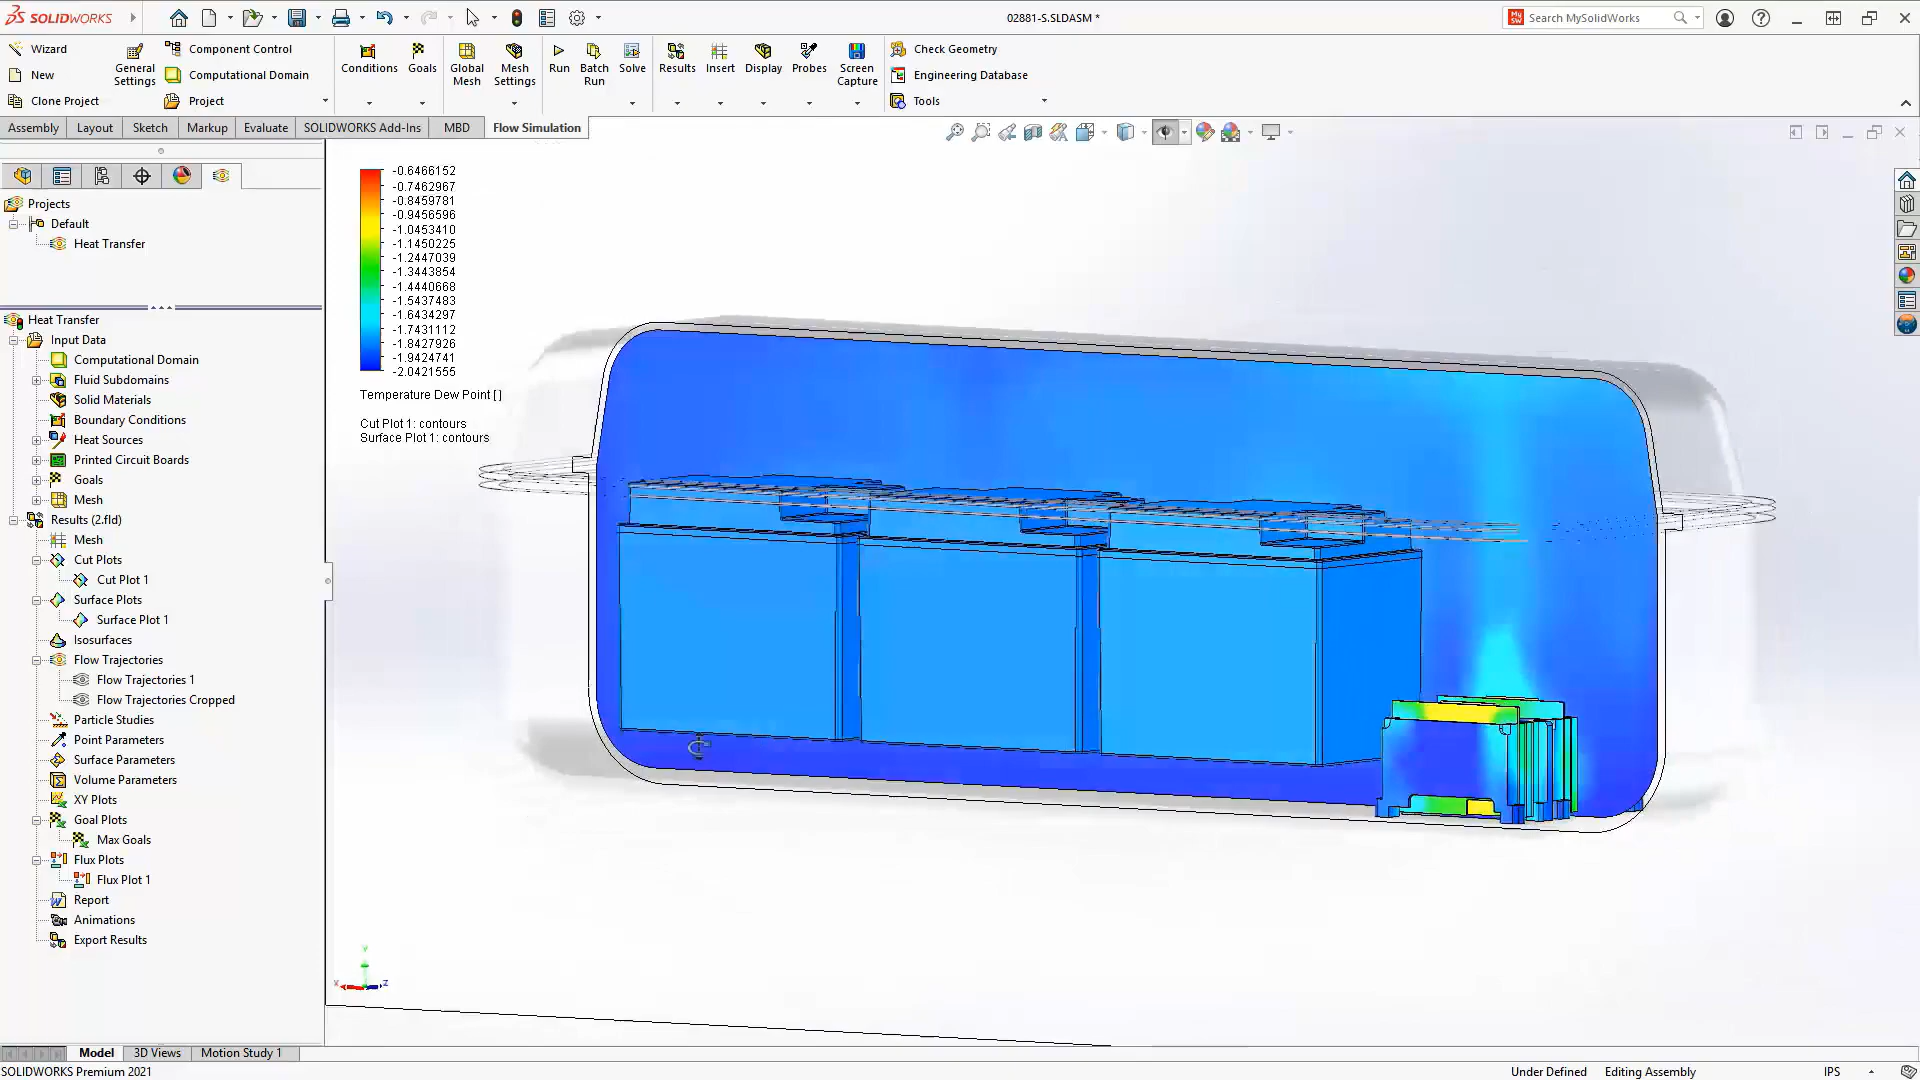 SOLIDWORKS
02881-S.SLDASM *
Search MySolidWorks
Wizard
New
Clone Project
General Settings
Component Control
Computational Domain
Project
Conditions
Goals
Global Mesh
Mesh Settings
Run
Batch Run
Solve
Results
Insert
Display
Probes
Screen Capture
Check Geometry
Engineering Database
Tools
Assembly
Layout
Sketch
Markup
Evaluate
SOLIDWORKS Add-Ins
MBD
Flow Simulation
Projects
Default
Heat Transfer
Heat Transfer
Input Data
Computational Domain
Fluid Subdomains
Solid Materials
Boundary Conditions
Heat Sources
Printed Circuit Boards
Goals
Mesh
Results (2.fld)
Mesh
Cut Plots
Cut Plot 1
Surface Plots
Surface Plot 1
Isosurfaces
Flow Trajectories
Flow Trajectories 1
Flow Trajectories Cropped
Particle Studies
Point Parameters
Surface Parameters
Volume Parameters
XY Plots
Goal Plots
Max Goals
Flux Plots
Flux Plot 1
Report
Animations
Export Results
-0.6466152
-0.7462967
-0.8459781
-0.9456596
-1.0453410
-1.1450225
-1.2447039
-1.3443854
-1.4440668
-1.5437483
-1.6434297
-1.7431112
-1.8427926
-1.9424741
-2.0421555
Temperature Dew Point [ ]
Cut Plot 1: contours
Surface Plot 1: contours
Y
X
Z
Model
3D Views
Motion Study 1
SOLIDWORKS Premium 2021
Under Defined
Editing Assembly
IPS